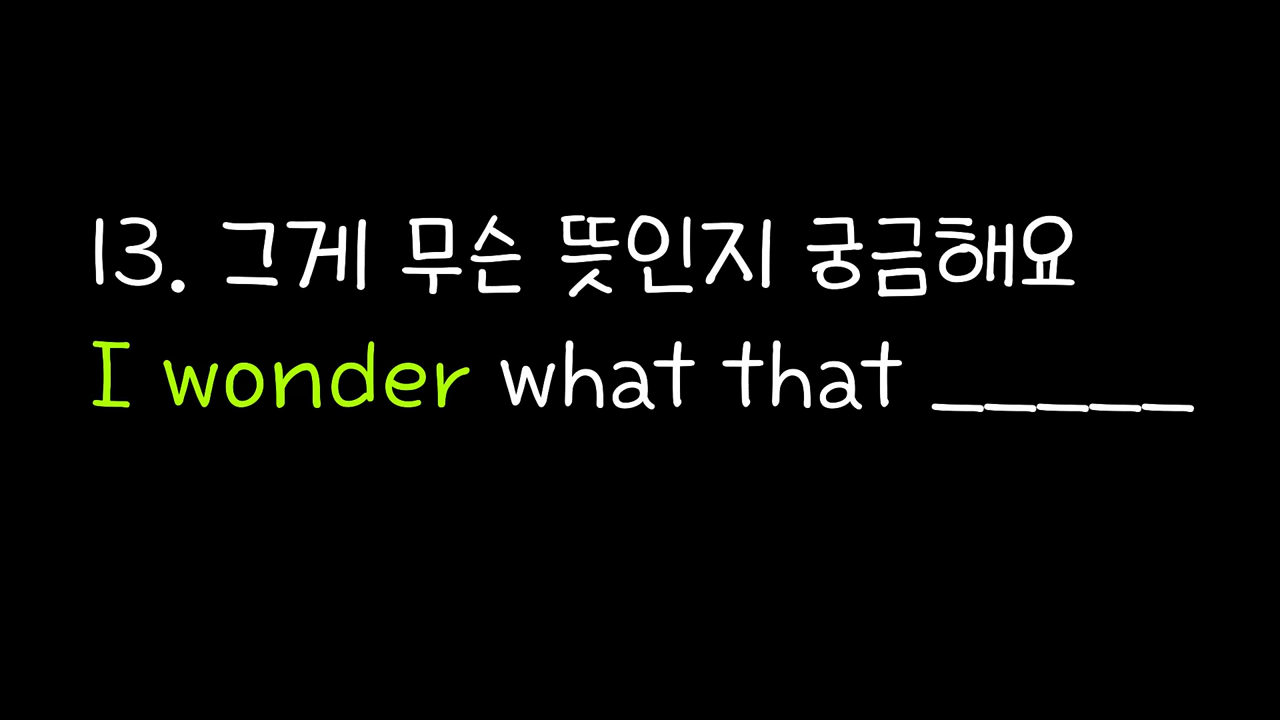 13. 그게 무슨 뜻인지 궁금해요
I wonder what that _____